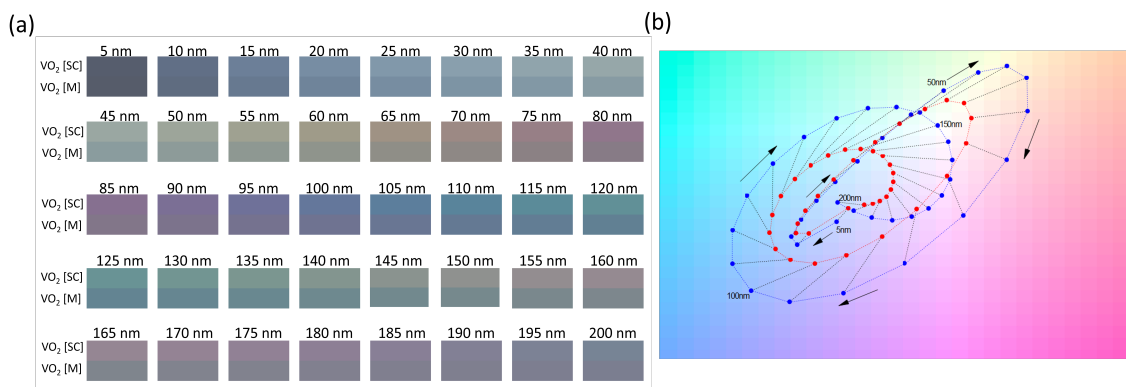 (a)
5 nm 10 nm 15 nm 20 nm 25 nm 30 nm 35 nm 40 nm
VO₂ [SC]
VO₂ [M]
45 nm 50 nm 55 nm 60 nm 65 nm 70 nm 75 nm 80 nm
VO₂ [SC]
VO₂ [M]
85 nm 90 nm 95 nm 100 nm 105 nm 110 nm 115 nm 120 nm
VO₂ [SC]
VO₂ [M]
125 nm 130 nm 135 nm 140 nm 145 nm 150 nm 155 nm 160 nm
VO₂ [SC]
VO₂ [M]
165 nm 170 nm 175 nm 180 nm 185 nm 190 nm 195 nm 200 nm
VO₂ [SC]
VO₂ [M]
(b)
50nm
150nm
200nm
5nm
100nm